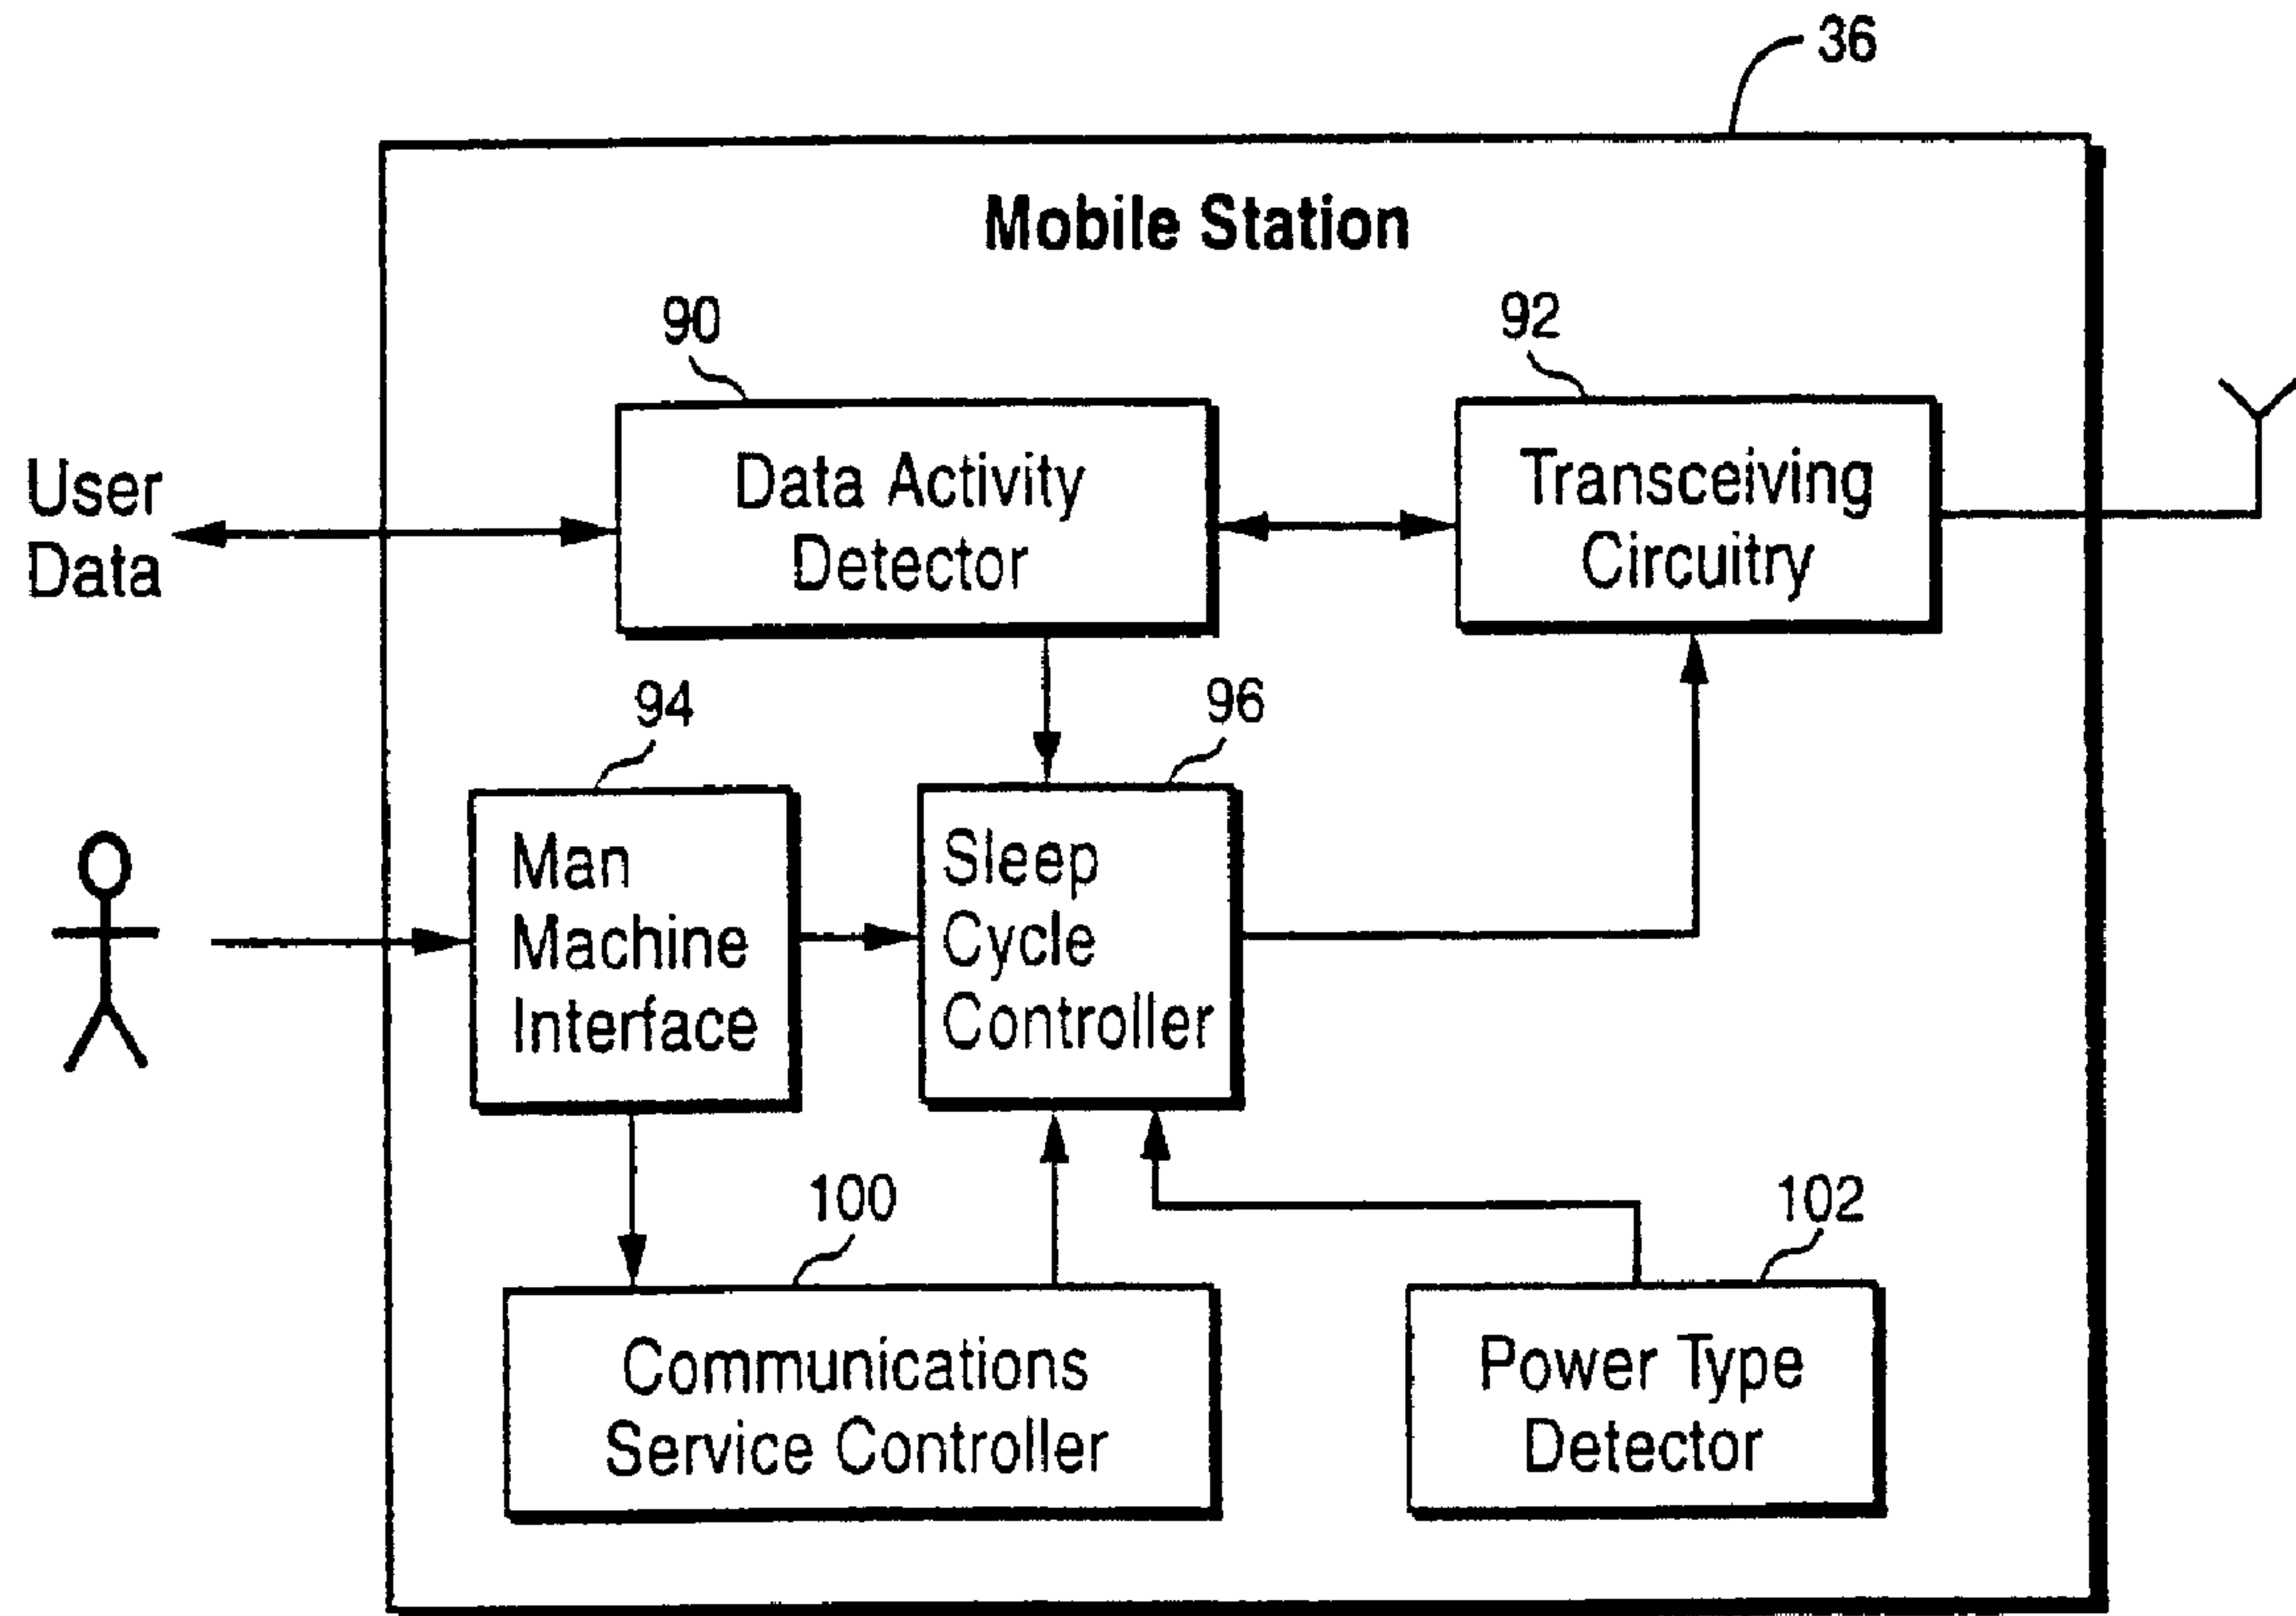 36
Mobile Station
90
92
Data Activity
Detector
Transceiving
Circuitry
User
Data
94
96
Man
Machine
Interface
Sleep
Cycle
Controller
100
102
Communications
Service Controller
Power Type
Detector